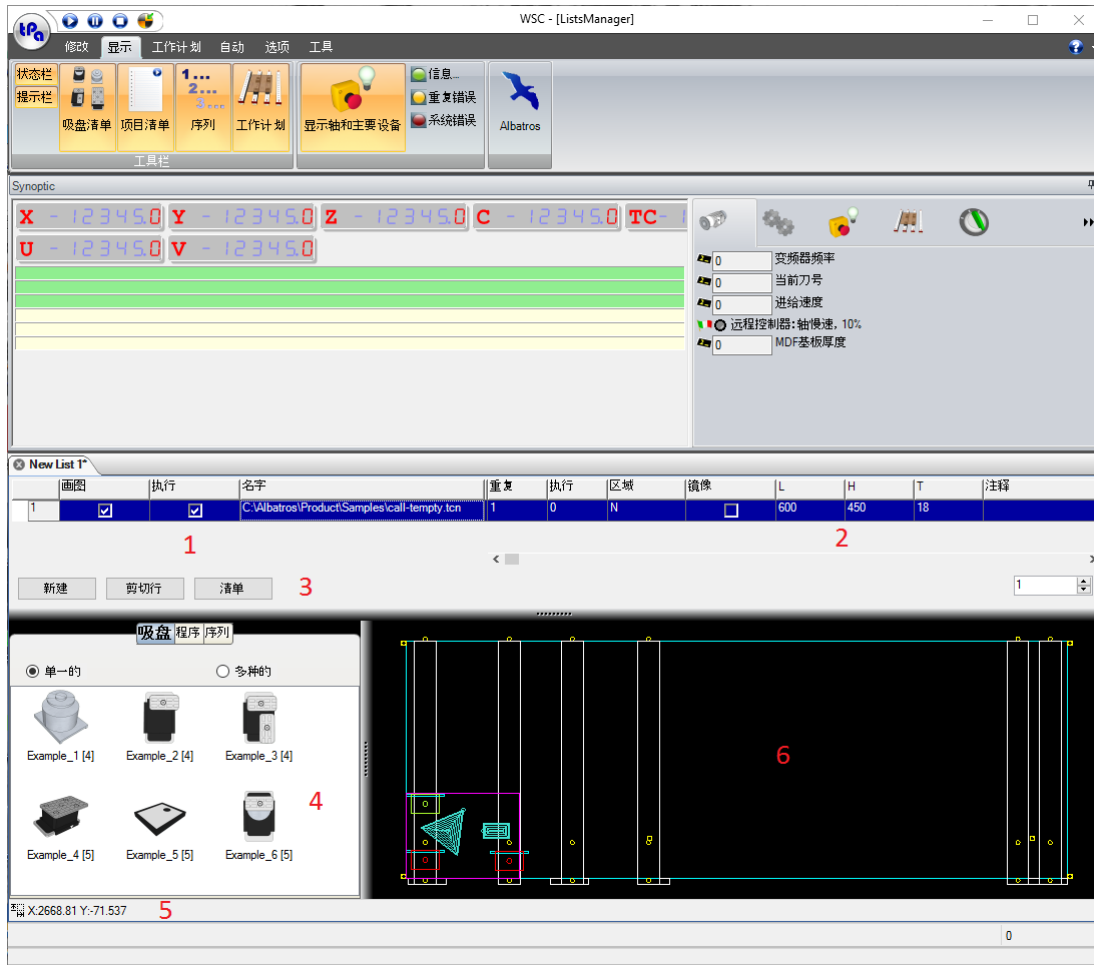 WSC - [ListsManager]
tPa
修改 显示 工作计划 自动 选项 工具
状态栏
提示栏
吸盘清单
项目清单
1...
2...
3...
序列
工作计划
工具栏
显示轴和主要设备
信息...
重复错误
系统错误
Albatros
Synoptic
X - 12345.0 Y - 12345.0 Z - 12345.0 C - 12345.0 TC- 1
U - 12345.0 V - 12345.0
0 变频器频率
0 当前刀号
0 进给速度
远程控制器:轴慢速, 10%
0 MDF基板厚度
New List 1*
画图 执行 名字 重复 执行 区域 镜像 L H T 注释
1 C:\Albatros\Product\Samples\call-tempty.tcn 1 0 N 600 450 18
1 2
新建 剪切行 清单 3 1
吸盘 程序 序列
单一的 多种的
Example_1 [4] Example_2 [4] Example_3 [4]
4
Example_4 [5] Example_5 [5] Example_6 [5]
6
X:2668.81 Y:-71.537 5
0